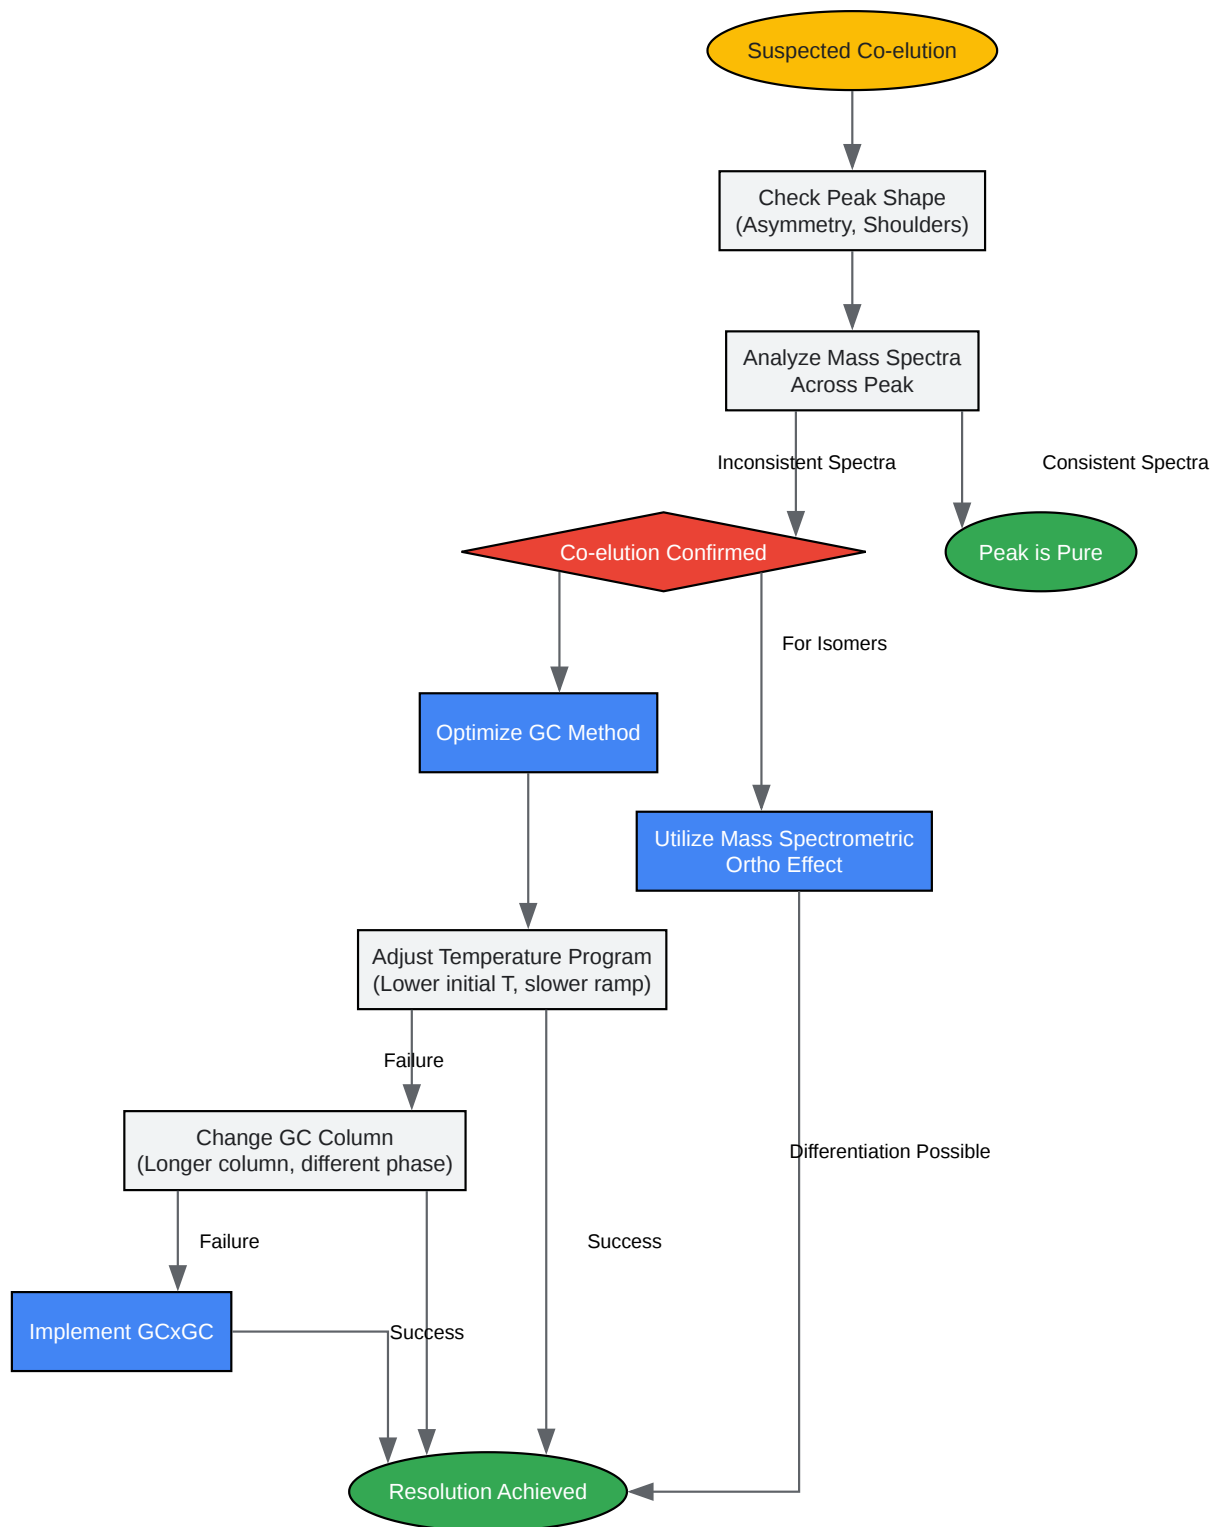 Suspected Co-elution
Check Peak Shape
(Asymmetry, Shoulders)
Analyze Mass Spectra
Across Peak
Inconsistent Spectra
Consistent Spectra
Co-elution Confirmed
Peak is Pure
For Isomers
Optimize GC Method
Utilize Mass Spectrometric
Ortho Effect
Adjust Temperature Program
(Lower initial T, slower ramp)
Failure
Change GC Column
(Longer column, different phase)
Differentiation Possible
Failure
Success
Implement GCxGC
Success
Resolution Achieved